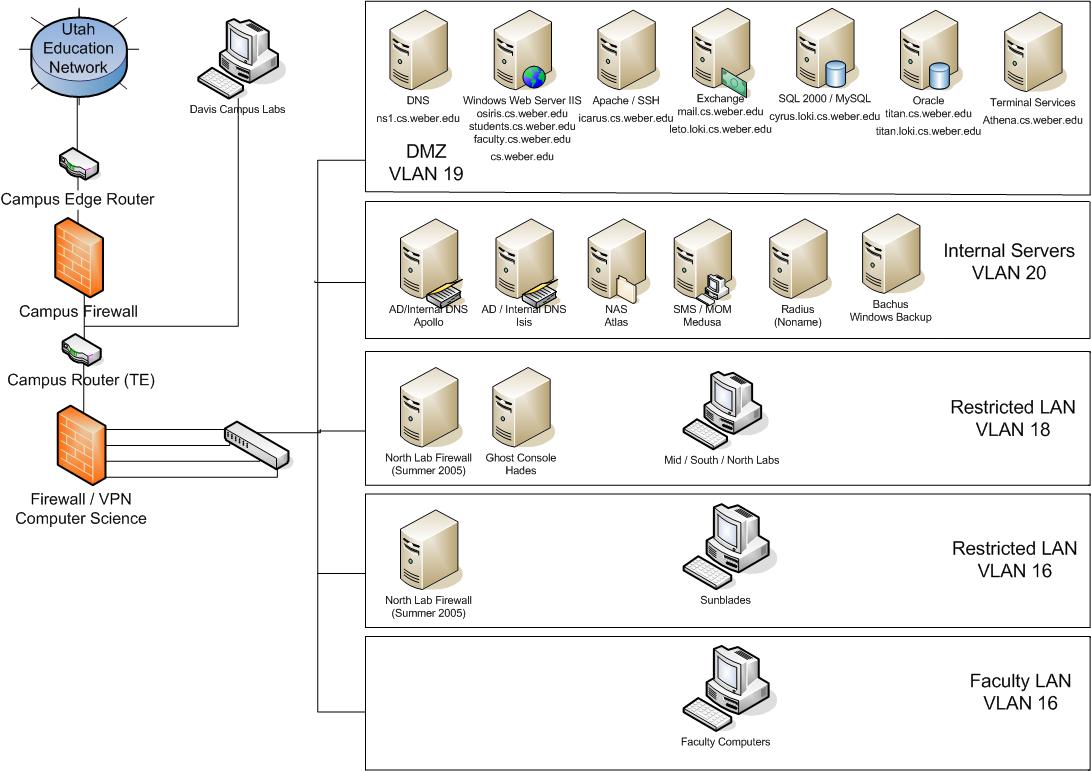 Utah
Education
Network
Davis Campus Labs
Campus Edge Router
Campus Firewall
Campus Router (TE)
Firewall / VPN
Computer Science
DNS
ns1.cs.weber.edu
Windows Web Server IIS
osiris.cs.weber.edu
students.cs.weber.edu
faculty.cs.weber.edu
cs.weber.edu
Apache / SSH
icarus.cs.weber.edu
Exchange
mail.cs.weber.edu
leto.loki.cs.weber.edu
SQL 2000 / MySQL
cyrus.loki.cs.weber.edu
Oracle
titan.cs.weber.edu
titan.loki.cs.weber.edu
Terminal Services
Athena.cs.weber.edu
DMZ
VLAN 19
AD/Internal DNS
Apollo
AD / Internal DNS
Isis
NAS
Atlas
SMS / MOM
Medusa
Radius
(Noname)
Bachus
Windows Backup
Internal Servers
VLAN 20
North Lab Firewall
(Summer 2005)
Ghost Console
Hades
Mid / South / North Labs
Restricted LAN
VLAN 18
North Lab Firewall
(Summer 2005)
Sunblades
Restricted LAN
VLAN 16
Faculty Computers
Faculty LAN
VLAN 16